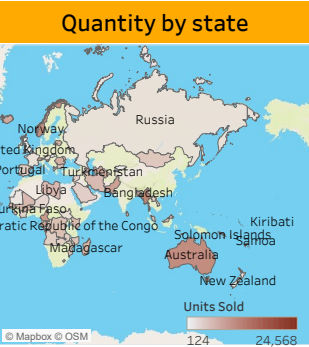 Quantity by state
Russia
Norway
ted Kingdom
Portugal
Turkmenistan
Libya
Bangladesh
urkina Faso
ratic Republic of the Congo
Kiribati
Solomon Islands
Samoa
Madagascar
Australia
New Zealand
Units Sold
© Mapbox © OSM
124
24,568